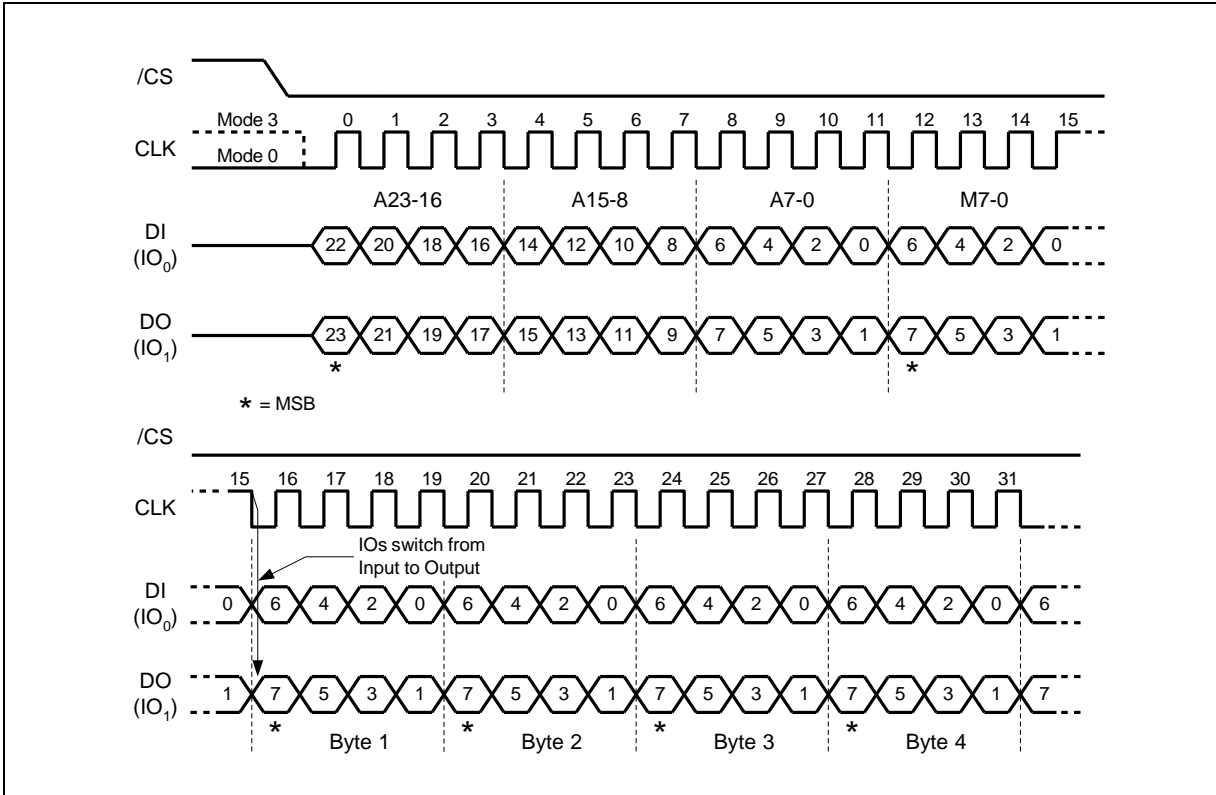 /CS
Mode 3
0 1 2 3 4 5 6 7 8 9 10 11 12 13 14 15
CLK
Mode 0
A23-16 A15-8 A7-0 M7-0
DI
(IO0)
22 20 18 16 14 12 10 8 6 4 2 0 6 4 2 0
DO
(IO1)
23 21 19 17 15 13 11 9 7 5 3 1 7 5 3 1
* *
* = MSB
/CS
15 16 17 18 19 20 21 22 23 24 25 26 27 28 29 30 31
CLK
IOs switch from
Input to Output
DI
(IO0)
0 6 4 2 0 6 4 2 0 6 4 2 0 6 4 2 0 6
DO
(IO1)
1 7 5 3 1 7 5 3 1 7 5 3 1 7 5 3 1 7
* * * *
Byte 1 Byte 2 Byte 3 Byte 4